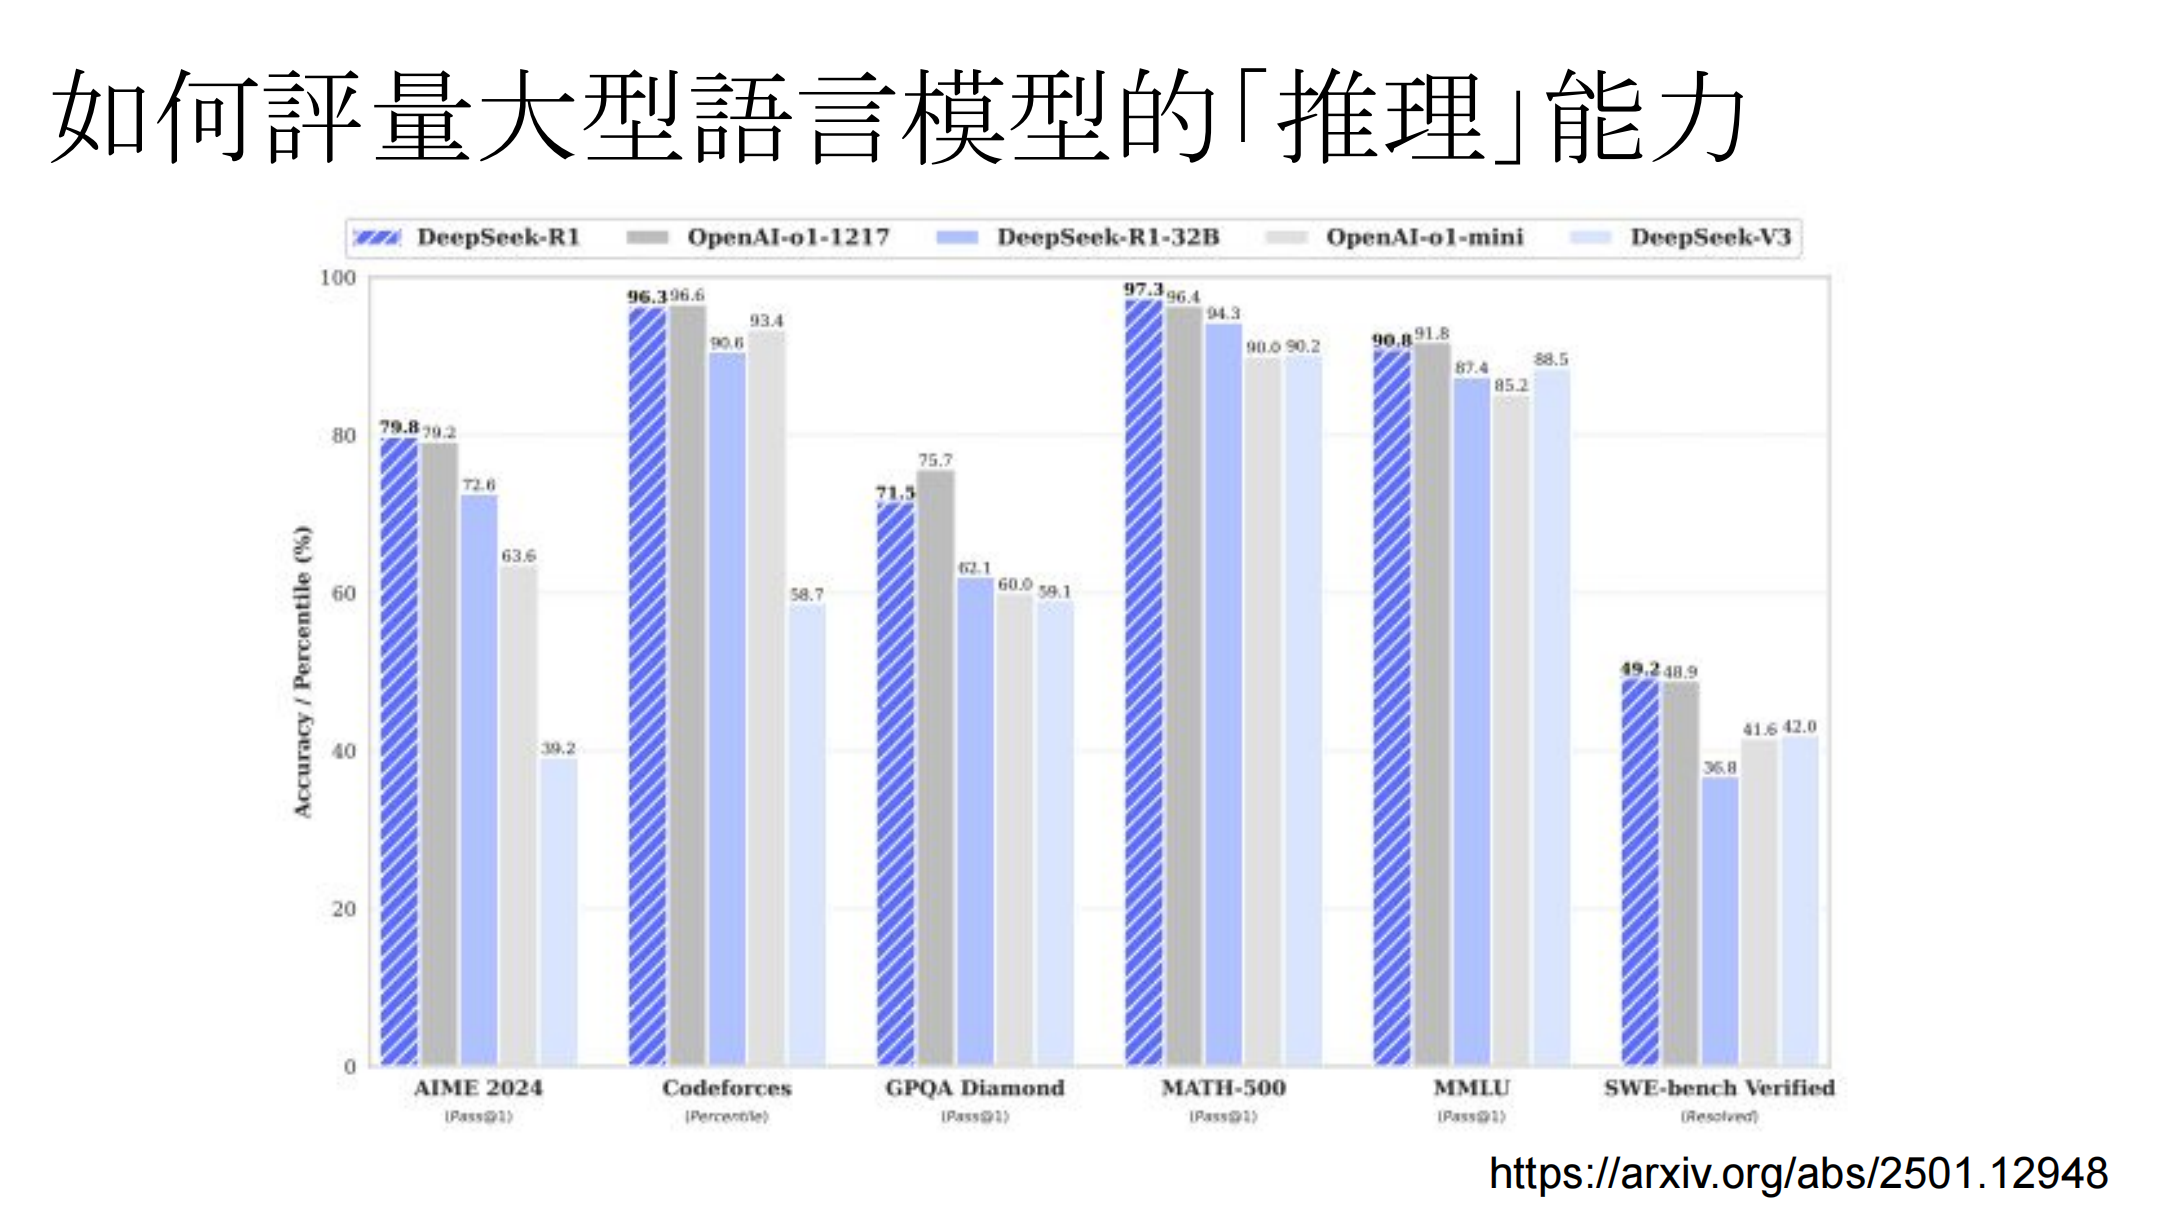 如何評量大型語言模型的「推理」能力
DeepSeek-R1 OpenAI-o1-1217 DeepSeek-R1-32B OpenAI-o1-mini DeepSeek-V3
Accuracy / Percentile (%)
100
80
60
40
20
0
79.8 79.2 72.6 63.6 39.2
96.3 96.6 90.6 93.4 58.7
71.5 75.7 62.1 60.0 59.1
97.3 96.4 94.3 90.0 90.2
90.8 91.8 87.4 85.2 88.5
49.2 48.9 36.8 41.6 42.0
AIME 2024 Codeforces GPQA Diamond MATH-500 MMLU SWE-bench Verified
(Pass@1) (Percentile) (Pass@1) (Pass@1) (Pass@1) (Resolved)
https://arxiv.org/abs/2501.12948